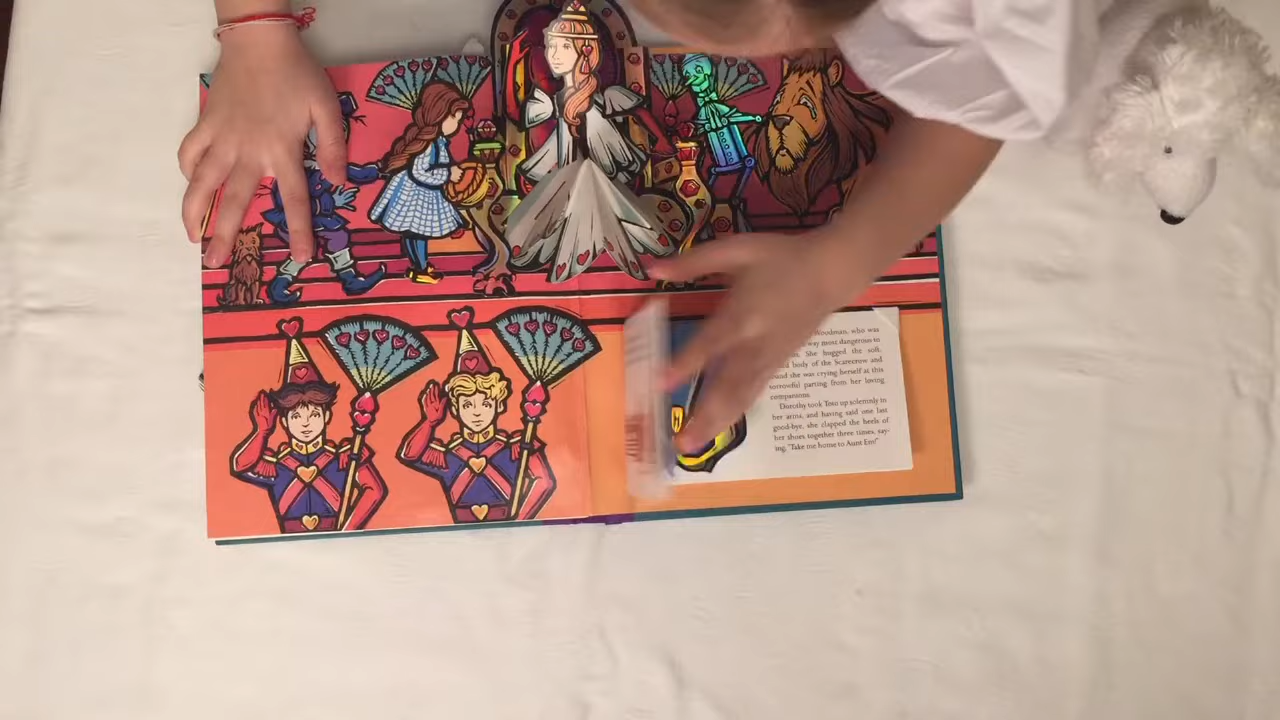 Woodman, who was
way most dangerous to
She hugged the soft,
body of the Scarecrow and
she was crying herself at this
sorrowful parting from her loving
companions.
Dorothy took Toto up solemnly in
her arms, and having said one last
good-bye, she clapped the heels of
her shoes together three times, say-
ing, "Take me home to Aunt Em!"